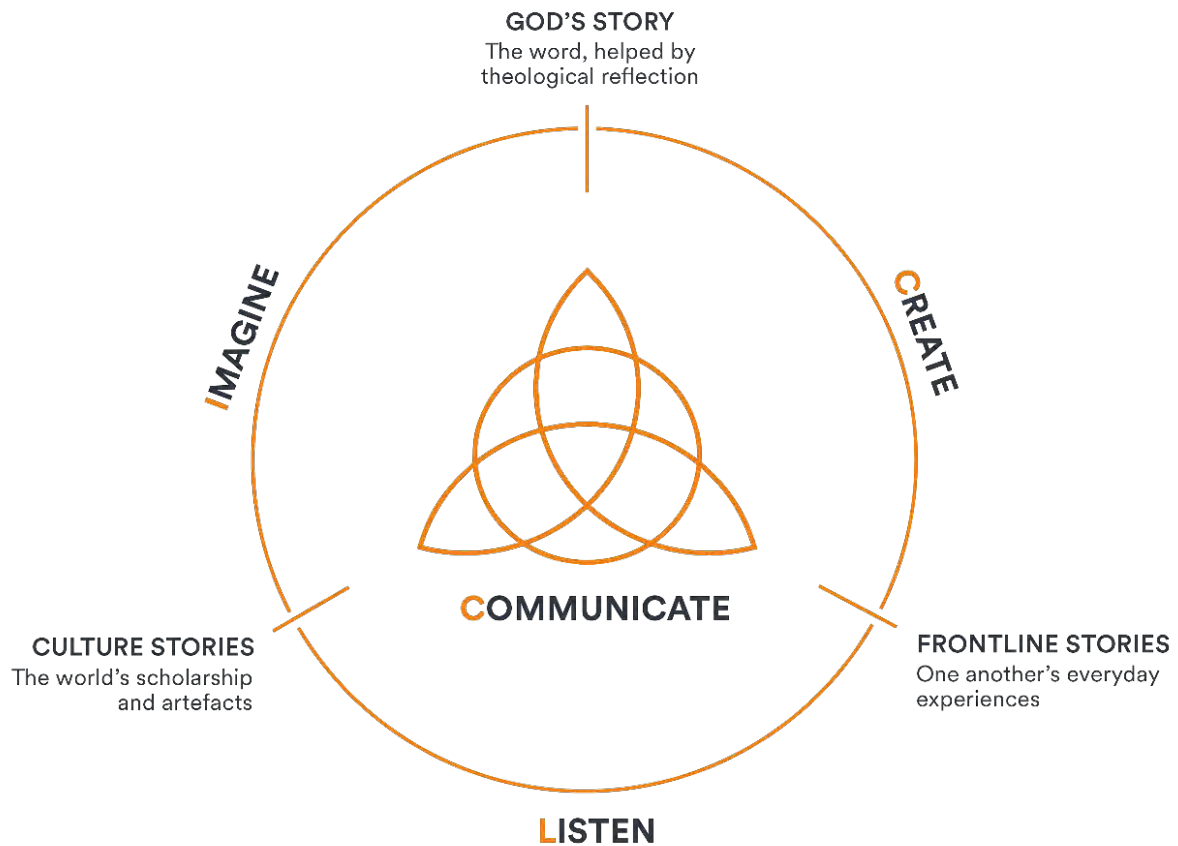 GOD’S STORY
The word, helped by
theological reflection
IMAGINE
CREATE
COMMUNICATE
CULTURE STORIES
The world’s scholarship
and artefacts
FRONTLINE STORIES
One another’s everyday
experiences
LISTEN